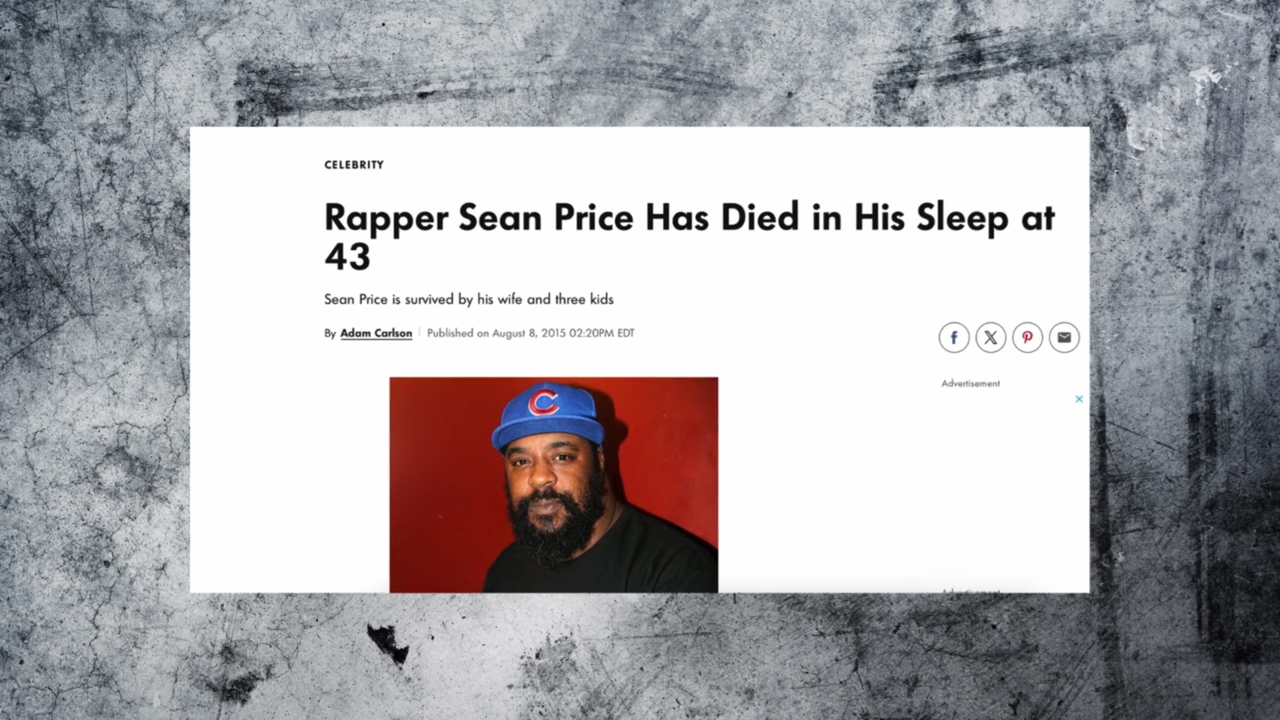 CELEBRITY
Rapper Sean Price Has Died in His Sleep at
43
Sean Price is survived by his wife and three kids
By Adam Carlson Published on August 8, 2015 02:20PM EDT
f X
Advertisement
C
Advertisement